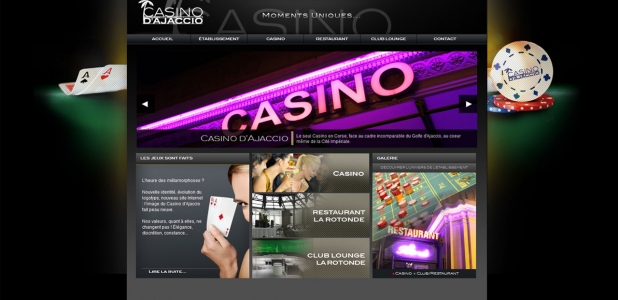 CASINO
CASINO
D'AJACCIO
MOMENTS UNIQUES...
ACCUEIL
ÉTABLISSEMENT
CASINO
RESTAURANT
CLUB LOUNGE
CONTACT
CASINO
CASINO D'AJACCIO
Le seul Casino en Corse, face au cadre incomparable du Golfe d'Ajaccio, au coeur
même de la Cité Impériale.
LES JEUX SONT FAITS
L'heure des métamorphoses ?
Nouvelle identité, évolution du
logotype, nouveau site internet
: l'image du Casino d'Ajaccio
fait peau neuve.
Nos valeurs, quant à elles, ne
changent pas ! Élégance,
discrétion, constance...
LIRE LA SUITE...
CASINO
RESTAURANT
LA ROTONDE
CLUB LOUNGE
LA ROTONDE
GALERIE
DÉCOUVRIR L'UNIVERS DE L'ÉTABLISSEMENT
RESTAURANT
CASINO
CLUB/RESTAURANT
CASINO